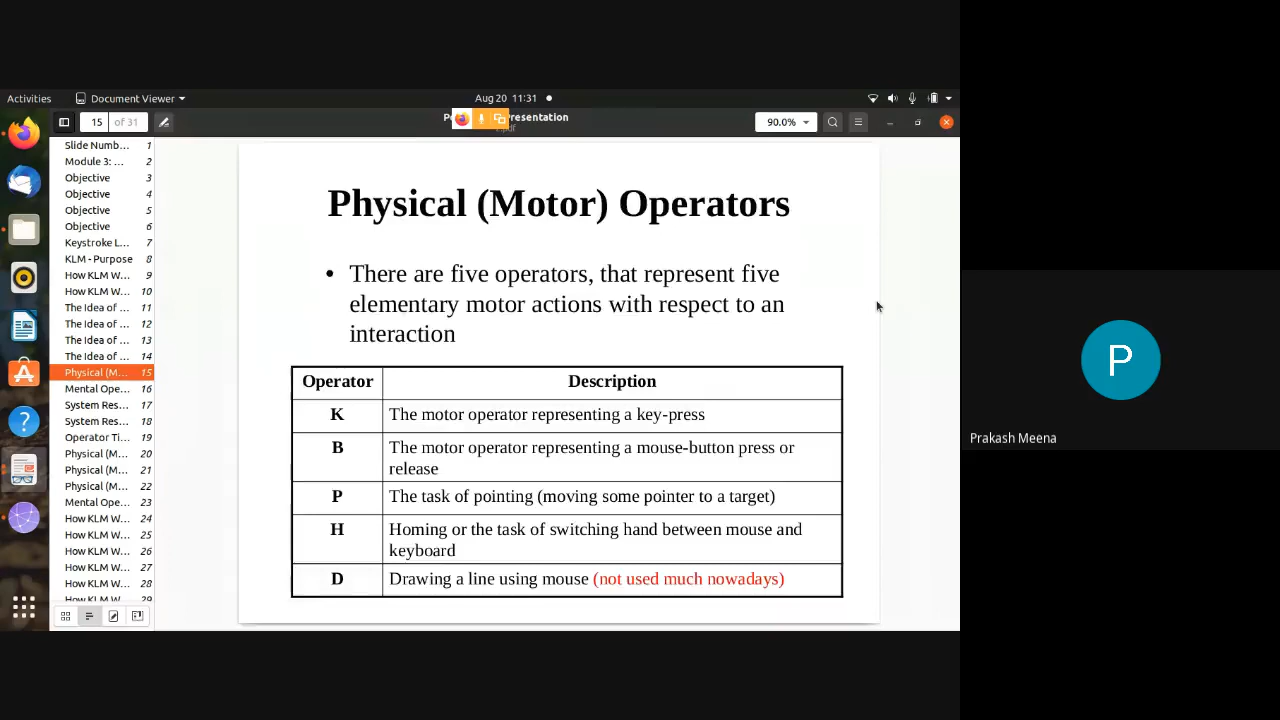 Activities
Document Viewer
Aug 20 11:31
15 of 31
Presentation
90.0%
Slide Numb... 1
Module 3: ... 2
Objective 3
Objective 4
Objective 5
Objective 6
Keystroke L... 7
KLM - Purpose 8
How KLM W... 9
How KLM W... 10
The Idea of ... 11
The Idea of ... 12
The Idea of ... 13
The Idea of ... 14
Physical (M... 15
Mental Ope... 16
System Res... 17
System Res... 18
Operator Ti... 19
Physical (M... 20
Physical (M... 21
Physical (M... 22
Mental Ope... 23
How KLM W... 24
How KLM W... 25
How KLM W... 26
How KLM W... 27
How KLM W... 28
How KLM W... 29
Physical (Motor) Operators
• There are five operators, that represent five
elementary motor actions with respect to an
interaction
Operator Description
K The motor operator representing a key-press
B The motor operator representing a mouse-button press or
release
P The task of pointing (moving some pointer to a target)
H Homing or the task of switching hand between mouse and
keyboard
D Drawing a line using mouse (not used much nowadays)
P
Prakash Meena